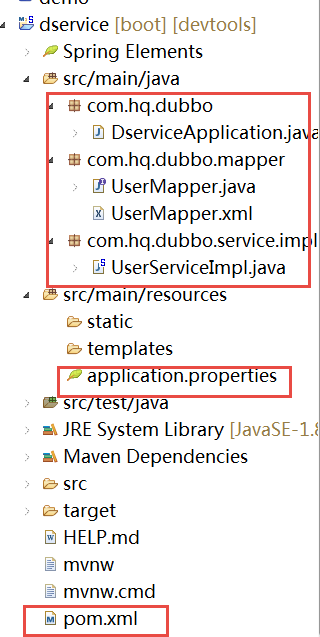 demo
dservice [boot] [devtools]
Spring Elements
src/main/java
com.hq.dubbo
DserviceApplication.java
com.hq.dubbo.mapper
UserMapper.java
UserMapper.xml
com.hq.dubbo.service.impl
UserServiceImpl.java
src/main/resources
static
templates
application.properties
src/test/java
JRE System Library [JavaSE-1.8
Maven Dependencies
src
target
HELP.md
mvnw
mvnw.cmd
pom.xml